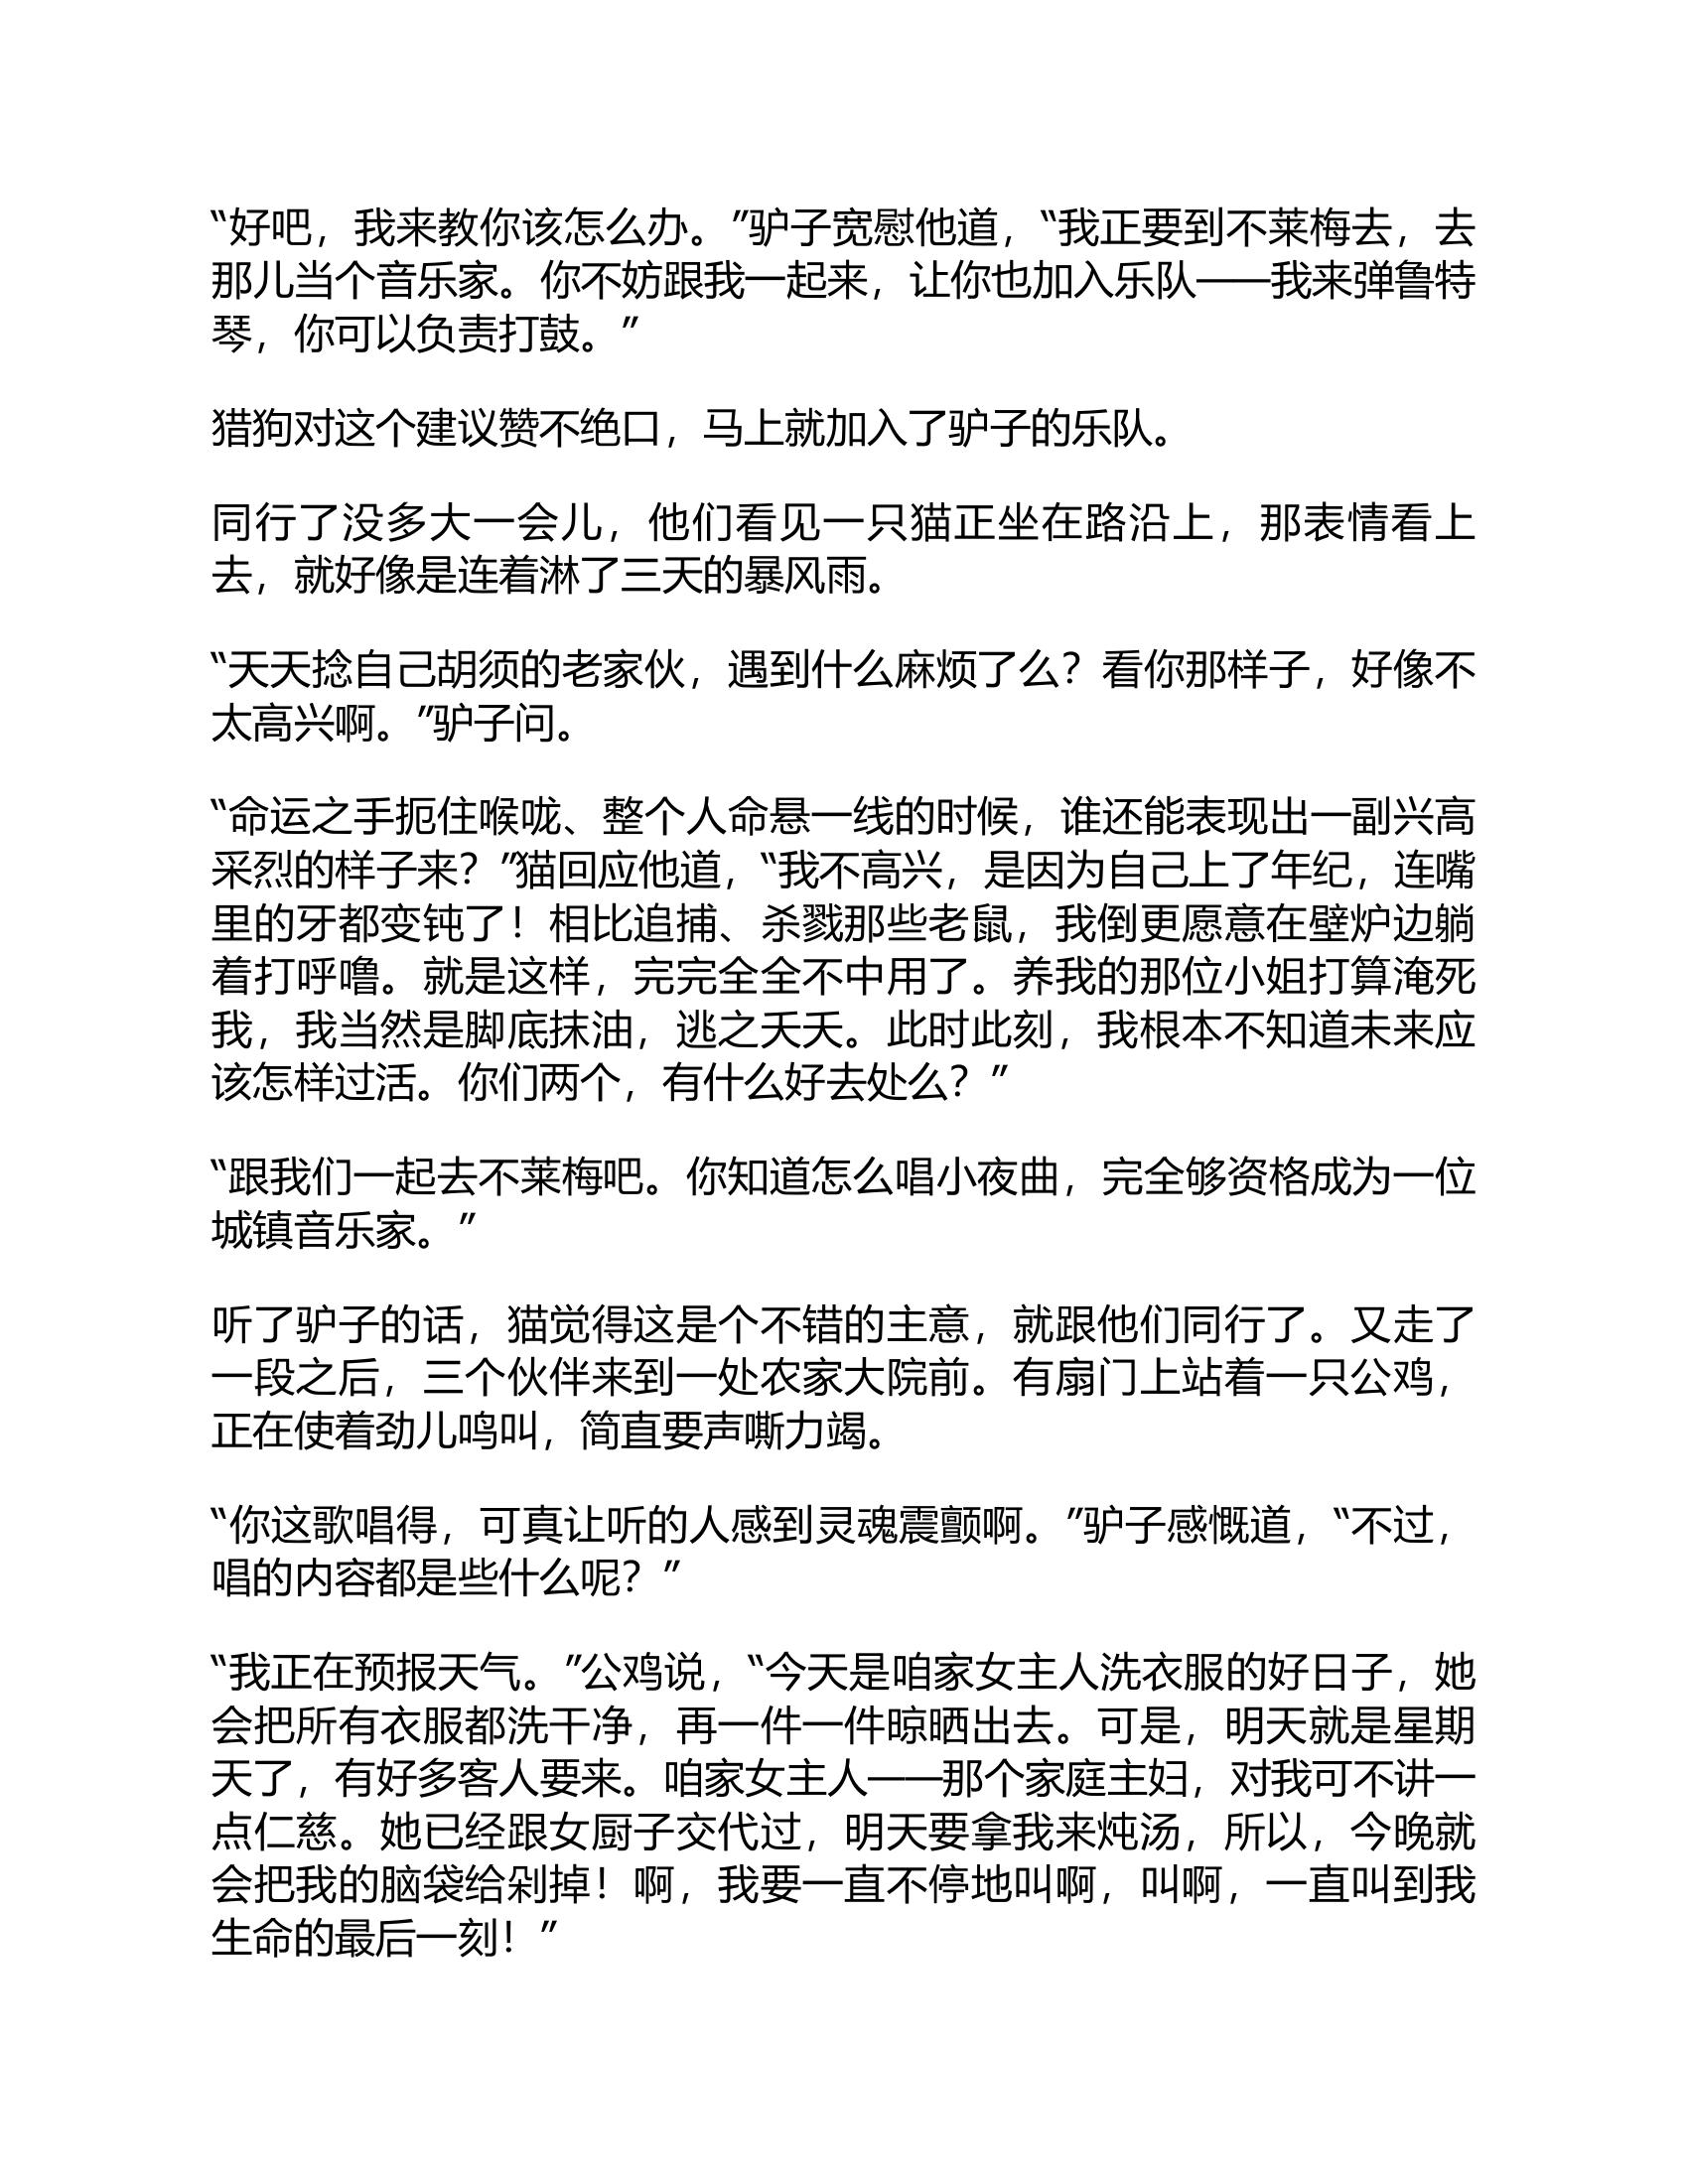 “好吧，我来教你该怎么办。”驴子宽慰他道，“我正要到不莱梅去，去
那儿当个音乐家。你不妨跟我一起来，让你也加入乐队——我来弹鲁特
琴，你可以负责打鼓。”
猎狗对这个建议赞不绝口，马上就加入了驴子的乐队。
同行了没多大一会儿，他们看见一只猫正坐在路沿上，那表情看上
去，就好像是连着淋了三天的暴风雨。
“天天捻自己胡须的老家伙，遇到什么麻烦了么？看你那样子，好像不
太高兴啊。”驴子问。
“命运之手扼住喉咙、整个人命悬一线的时候，谁还能表现出一副兴高
采烈的样子来？”猫回应他道，“我不高兴，是因为自己上了年纪，连嘴
里的牙都变钝了！相比追捕、杀戮那些老鼠，我倒更愿意在壁炉边躺
着打呼噜。就是这样，完完全全不中用了。养我的那位小姐打算淹死
我，我当然是脚底抹油，逃之夭夭。此时此刻，我根本不知道未来应
该怎样过活。你们两个，有什么好去处么？”
“跟我们一起去不莱梅吧。你知道怎么唱小夜曲，完全够资格成为一位
城镇音乐家。”
听了驴子的话，猫觉得这是个不错的主意，就跟他们同行了。又走了
一段之后，三个伙伴来到一处农家大院前。有扇门上站着一只公鸡，
正在使着劲儿鸣叫，简直要声嘶力竭。
“你这歌唱得，可真让听的人感到灵魂震颤啊。”驴子感慨道，“不过，
唱的内容都是些什么呢？”
“我正在预报天气。”公鸡说，“今天是咱家女主人洗衣服的好日子，她
会把所有衣服都洗干净，再一件一件晾晒出去。可是，明天就是星期
天了，有好多客人要来。咱家女主人——那个家庭主妇，对我可不讲一
点仁慈。她已经跟女厨子交代过，明天要拿我来炖汤，所以，今晚就
会把我的脑袋给剁掉！啊，我要一直不停地叫啊，叫啊，一直叫到我
生命的最后一刻！”